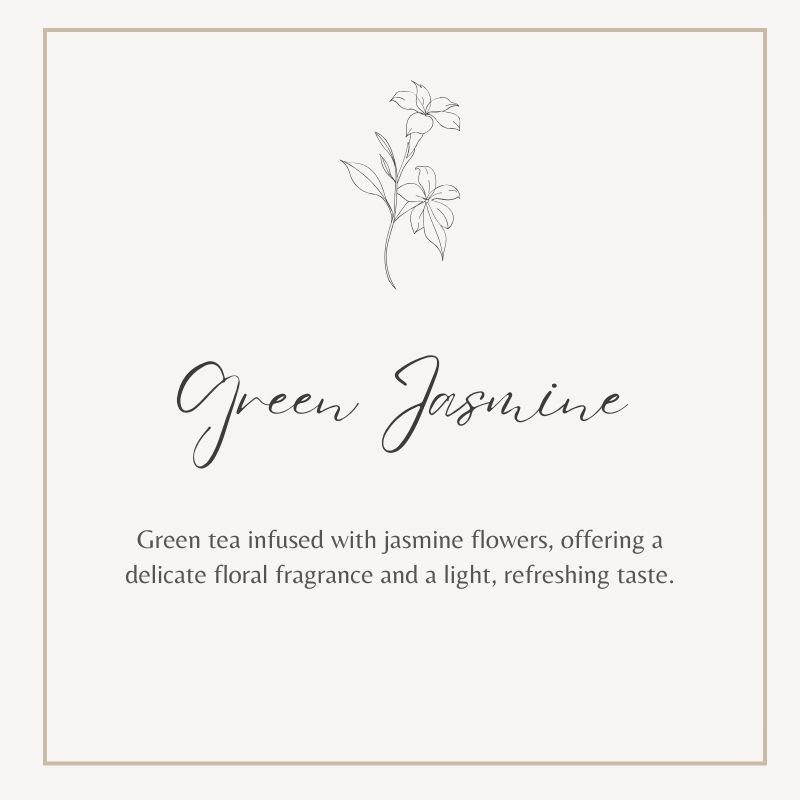 Green Jasmine
Green tea infused with jasmine flowers, offering a
delicate floral fragrance and a light, refreshing taste.